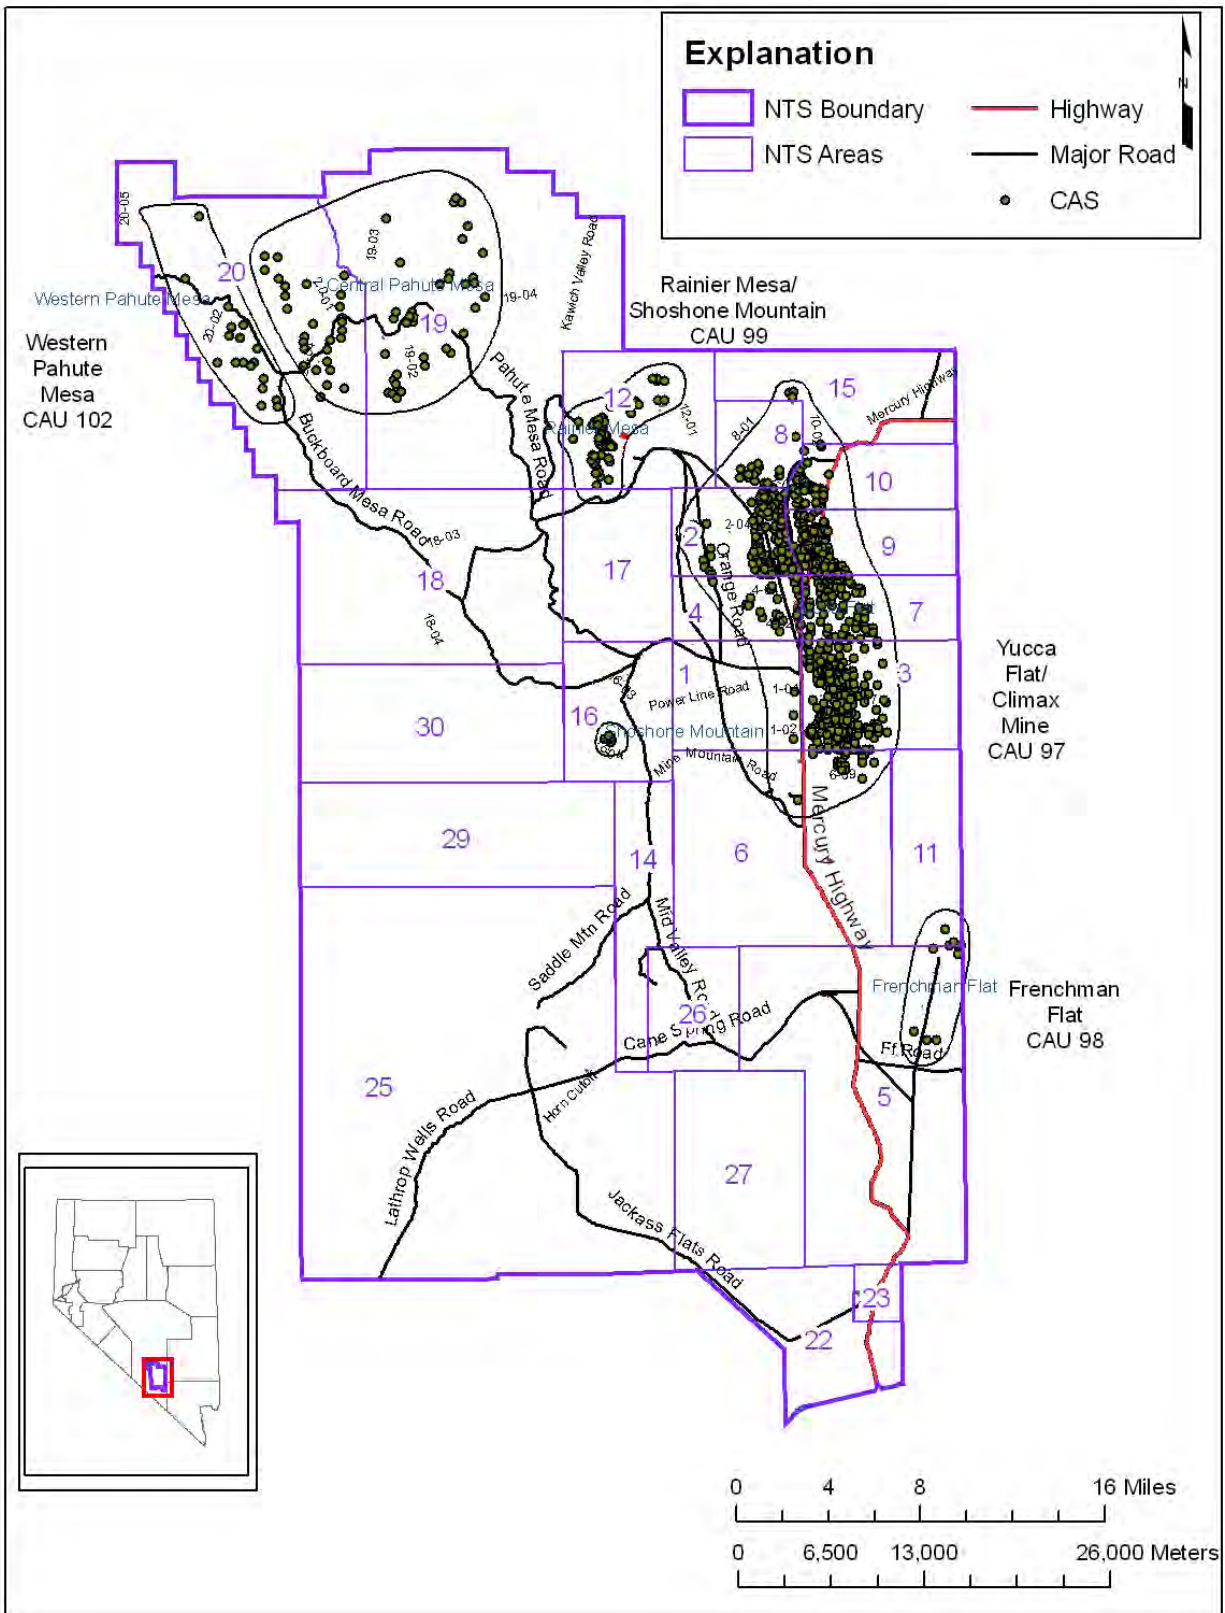 Explanation
N
NTS Boundary
Highway
NTS Areas
Major Road
CAS
20-05
19-03
Kawich Valley Road
20
Central Pahute Mesa
Western Pahute Mesa
20-01
19-04
20-02
19
19-02
Rainier Mesa/
Shoshone Mountain
CAU 99
Western
Pahute
Mesa
CAU 102
Pahute Mesa Road
12
15
Mercury Highway
12-01
Rainier Mesa
8-01
8
10
Buckboard Mesa Road
18-03
2-04
2
9
17
Orange Road
18
4
7
18-04
Yucca
Flat/
Climax
Mine
CAU 97
1
3
6-03
Power Line Road
16
30
Shoshone Mountain
1-02
Mine Mountain Road
6-09
Mercury Highway
29
14
6
11
Saddle Mtn Road
Mid Valley Road
Frenchman Flat
Frenchman
Flat
CAU 98
26
Cane Spring Road
Ff Road
25
5
Horn Cutoff
Lathrop Wells Road
27
Jackass Flats Road
23
22
0 4 8 16 Miles
0 6,500 13,000 26,000 Meters